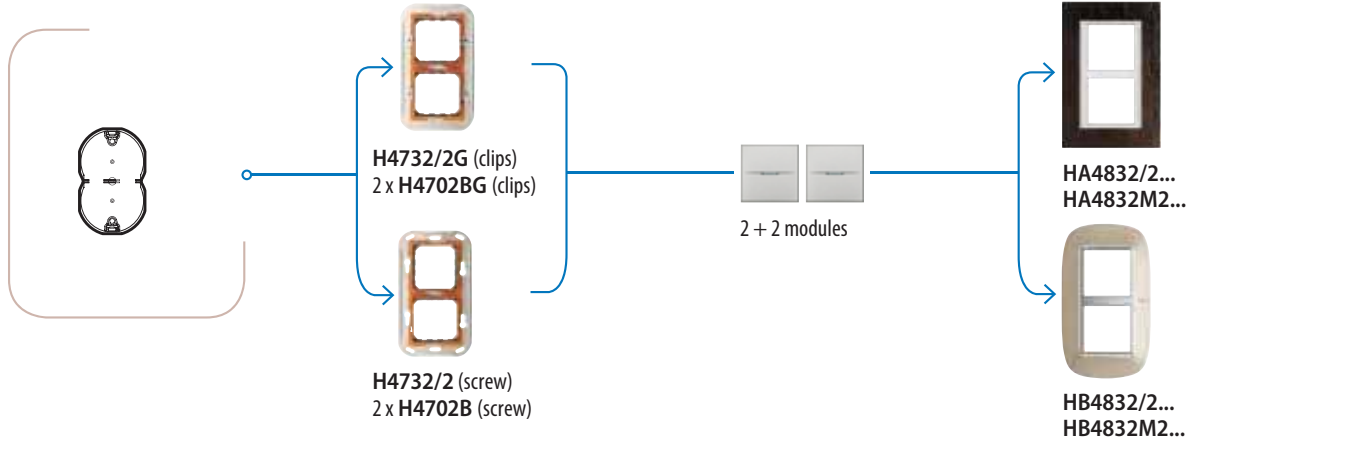 H4732/2G (clips)
2 x H4702BG (clips)
H4732/2 (screw)
2 x H4702B (screw)
2 + 2 modules
HA4832/2...
HA4832M2...
HB4832/2...
HB4832M2...